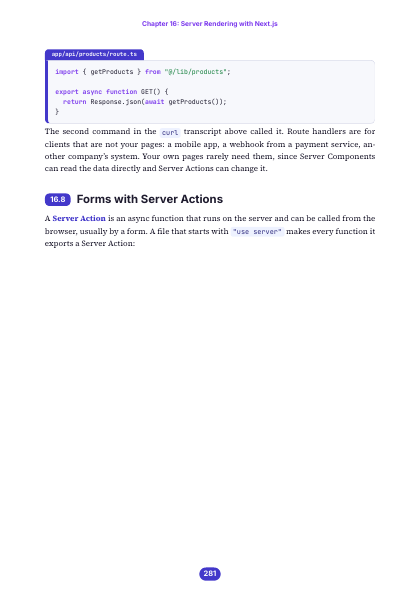 Chapter 16: Server Rendering with Next.js
app/api/products/route.ts
import { getProducts } from "@/lib/products";
export async function GET() {
  return Response.json(await getProducts());
}
The second command in the curl transcript above called it. Route handlers are for
clients that are not your pages: a mobile app, a webhook from a payment service, an-
other company's system. Your own pages rarely need them, since Server Components
can read the data directly and Server Actions can change it.
16.8 Forms with Server Actions
A Server Action is an async function that runs on the server and can be called from the
browser, usually by a form. A file that starts with "use server" makes every function it
exports a Server Action:
281